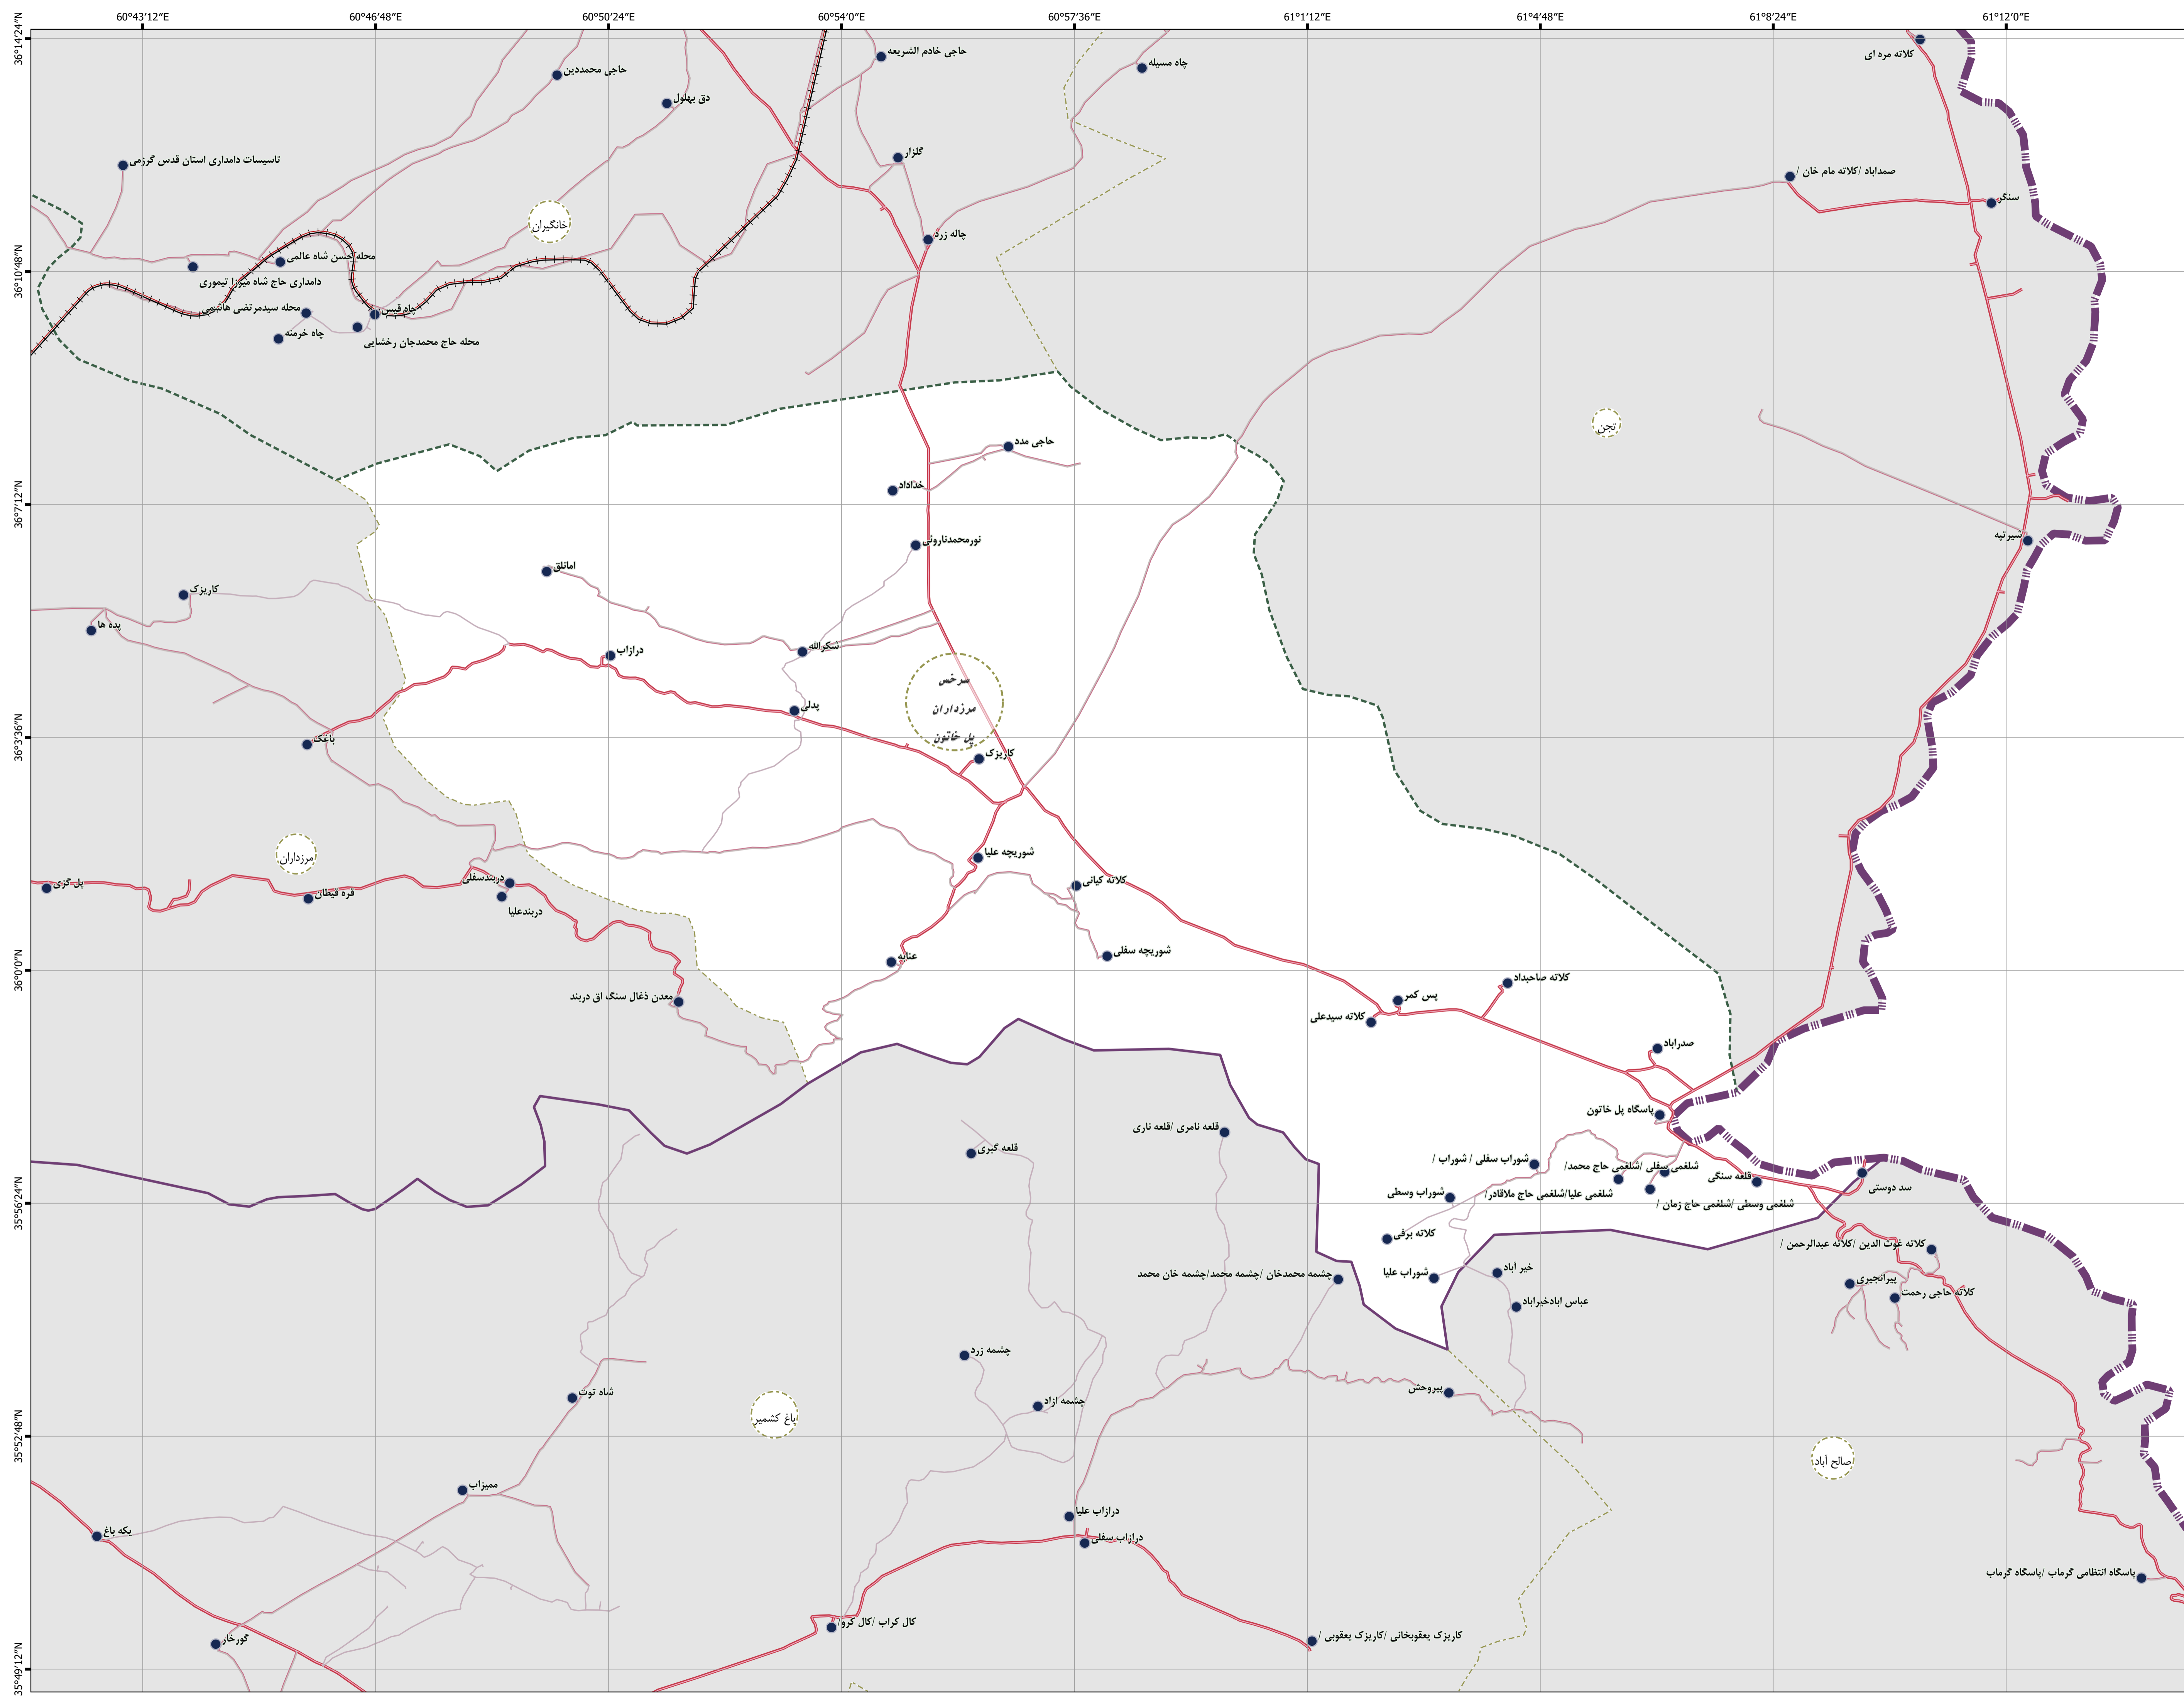 60°43'12"E
60°46'48"E
60°50'24"E
60°54'0"E
60°57'36"E
61°1'12"E
61°4'48"E
61°8'24"E
61°12'0"E
36°14'24"N
36°10'48"N
36°7'12"N
36°3'36"N
36°0'0"N
35°56'24"N
35°52'48"N
35°49'12"N
کلاته مره ای
حاجی خادم الشریعه
چاه مسیله
حاجی محمددین
دق بهلول
گلزار
تاسیسات دامداری استان قدس گرزمی
صمدآباد /کلاته مام خان /
سنگر
خانگیران
چاله زرد
محله حسن شاه عالمی
دامداری حاج شاه میرزا تیموری
محله سیدمرتضی هاشمی
چاه قیس
چاه خرمنه
محله حاج محمدجان رخشایی
تجن
حاجی مدد
خداداد
شیرتپه
نورمحمدناروئی
امانلق
کاریزک
پده ها
شکرالله
درازاب
سرخس
مرزداران
پل خاتون
پدلی
باغک
کاریزک
مرزداران
شوریچه علیا
دربندسفلی
کلاته کیانی
پل گزی
قره قیطان
دربندعلیا
شوریچه سفلی
عنابه
کلاته صاحبداد
معدن ذغال سنگ اق دربند
پس کمر
کلاته سیدعلی
صدراباد
پاسگاه پل خاتون
قلعه نامری /قلعه ناری
قلعه گبری
شوراب سفلی / شوراب /
شلغمی سفلی /شلغمی حاج محمد/
قلعه سنگی
سد دوستی
شوراب وسطی
شلغمی علیا/شلغمی حاج ملاقادر/
شلغمی وسطی /شلغمی حاج زمان /
کلاته برفی
کلاته غوث الدین /کلاته عبدالرحمن /
چشمه محمدخان /چشمه محمد/چشمه خان محمد
شوراب علیا
خیر آباد
پیرانجیری
کلاته حاجی رحمت
عباس ابادخیراباد
چشمه زرد
شاه توت
پیروحش
چشمه ازاد
باغ کشمیر
صالح آباد
ممیزاب
درازاب علیا
یکه باغ
درازاب سفلی
پاسگاه انتظامی گرماب /پاسگاه گرماب
کال کراب /کال کرو/
کاریزک یعقوبخانی /کاریزک یعقوبی /
گورخار